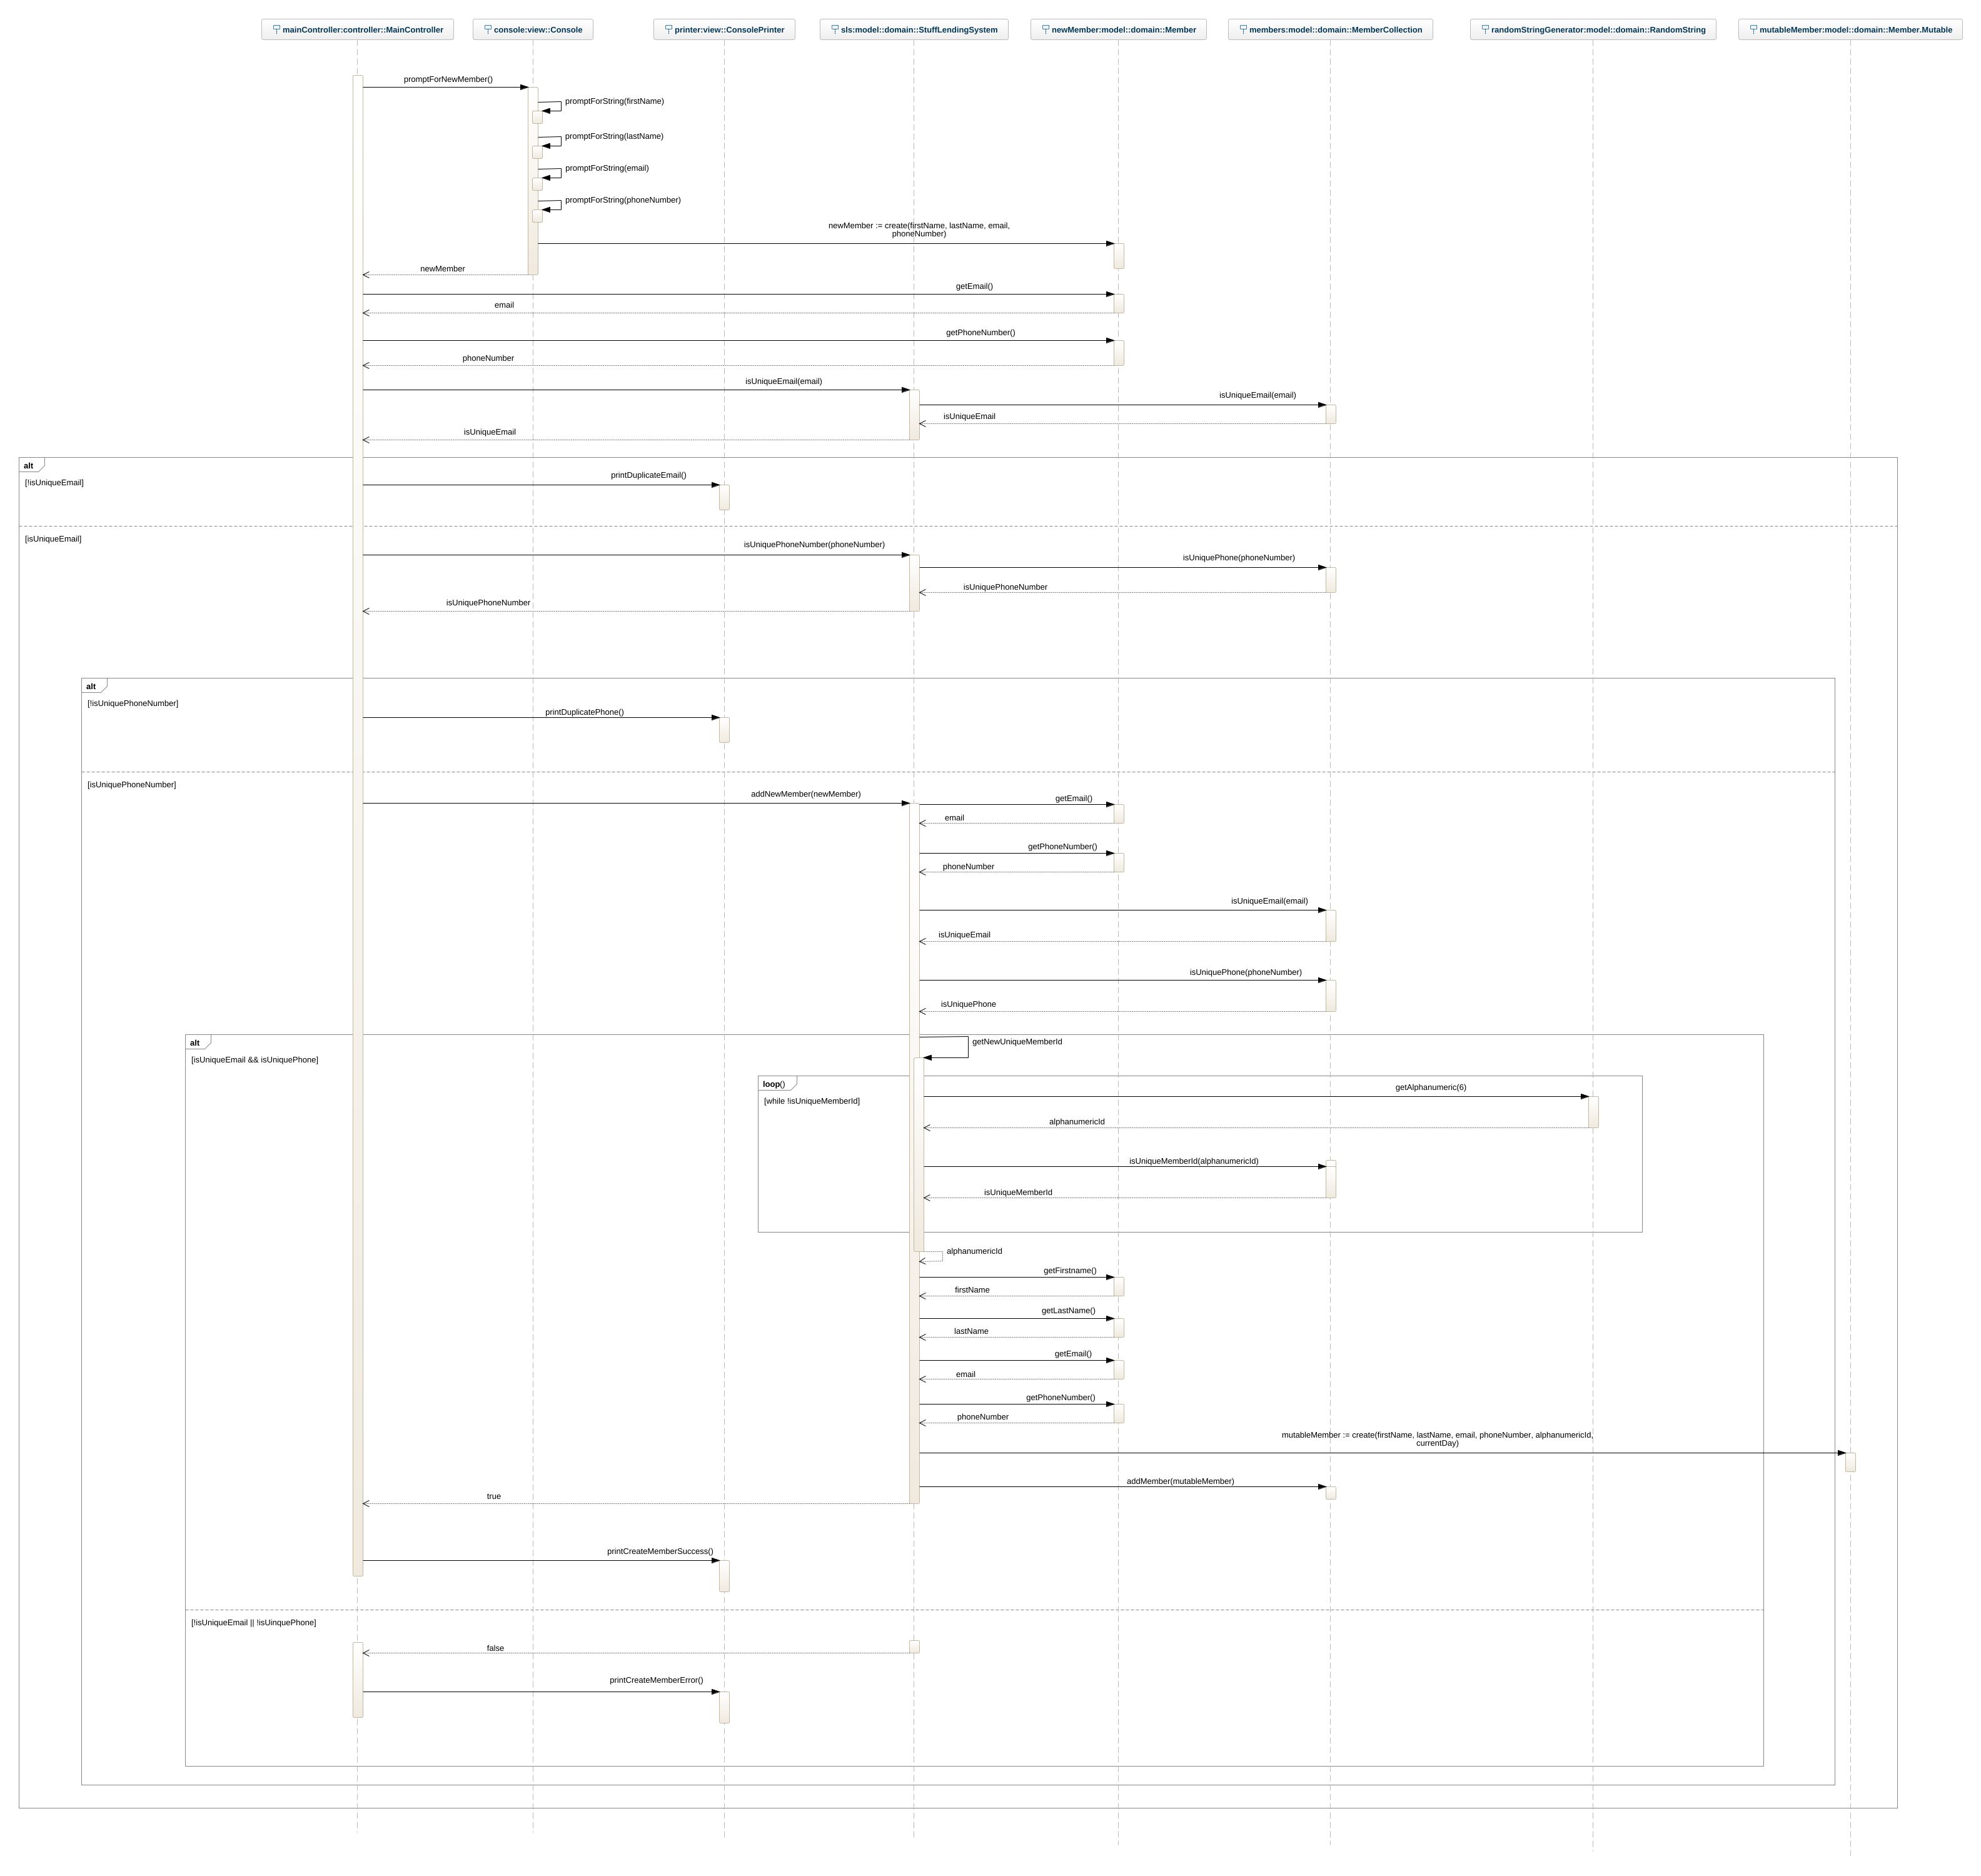 mainController:controller::MainController
console:view::Console
printer:view::ConsolePrinter
sls:model::domain::StuffLendingSystem
newMember:model::domain::Member
members:model::domain::MemberCollection
randomStringGenerator:model::domain::RandomString
mutableMember:model::domain::Member.Mutable
promptForNewMember()
promptForString(firstName)
promptForString(lastName)
promptForString(email)
promptForString(phoneNumber)
newMember := create(firstName, lastName, email,
phoneNumber)
newMember
getEmail()
email
getPhoneNumber()
phoneNumber
isUniqueEmail(email)
isUniqueEmail(email)
isUniqueEmail
isUniqueEmail
alt
[!isUniqueEmail]
printDuplicateEmail()
[isUniqueEmail]
isUniquePhoneNumber(phoneNumber)
isUniquePhone(phoneNumber)
isUniquePhoneNumber
isUniquePhoneNumber
alt
[!isUniquePhoneNumber]
printDuplicatePhone()
[isUniquePhoneNumber]
addNewMember(newMember)
getEmail()
email
getPhoneNumber()
phoneNumber
isUniqueEmail(email)
isUniqueEmail
isUniquePhone(phoneNumber)
isUniquePhone
alt
getNewUniqueMemberId
[isUniqueEmail && isUniquePhone]
loop()
getAlphanumeric(6)
[while !isUniqueMemberId]
alphanumericId
isUniqueMemberId(alphanumericId)
isUniqueMemberId
alphanumericId
getFirstname()
firstName
getLastName()
lastName
getEmail()
email
getPhoneNumber()
phoneNumber
mutableMember := create(firstName, lastName, email, phoneNumber, alphanumericId,
currentDay)
addMember(mutableMember)
true
printCreateMemberSuccess()
[!isUniqueEmail || !isUinquePhone]
false
printCreateMemberError()